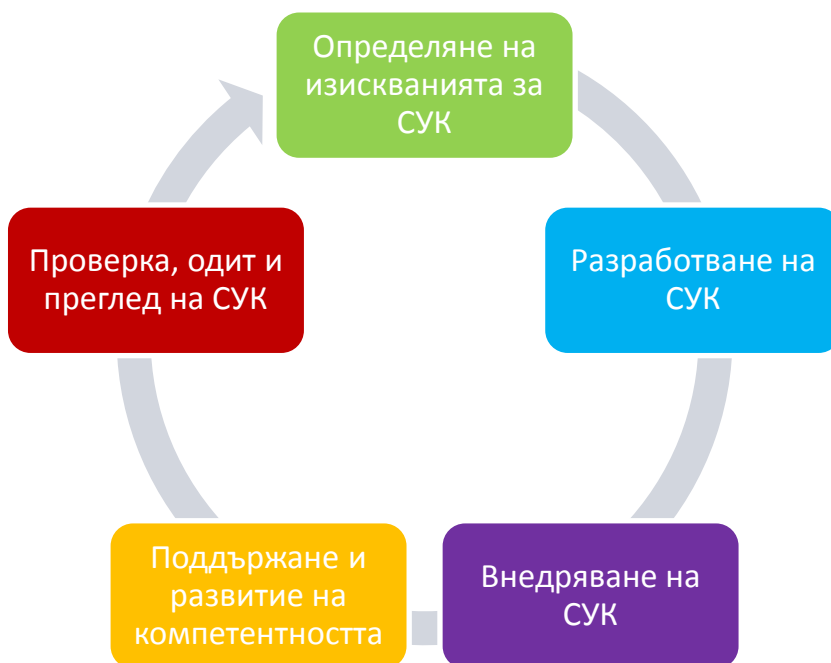 Определяне на
изискванията за
СУК
Разработване на
СУК
Внедряване на
СУК
Поддържане и
развитие на
компетентността
Проверка, одит и
преглед на СУК